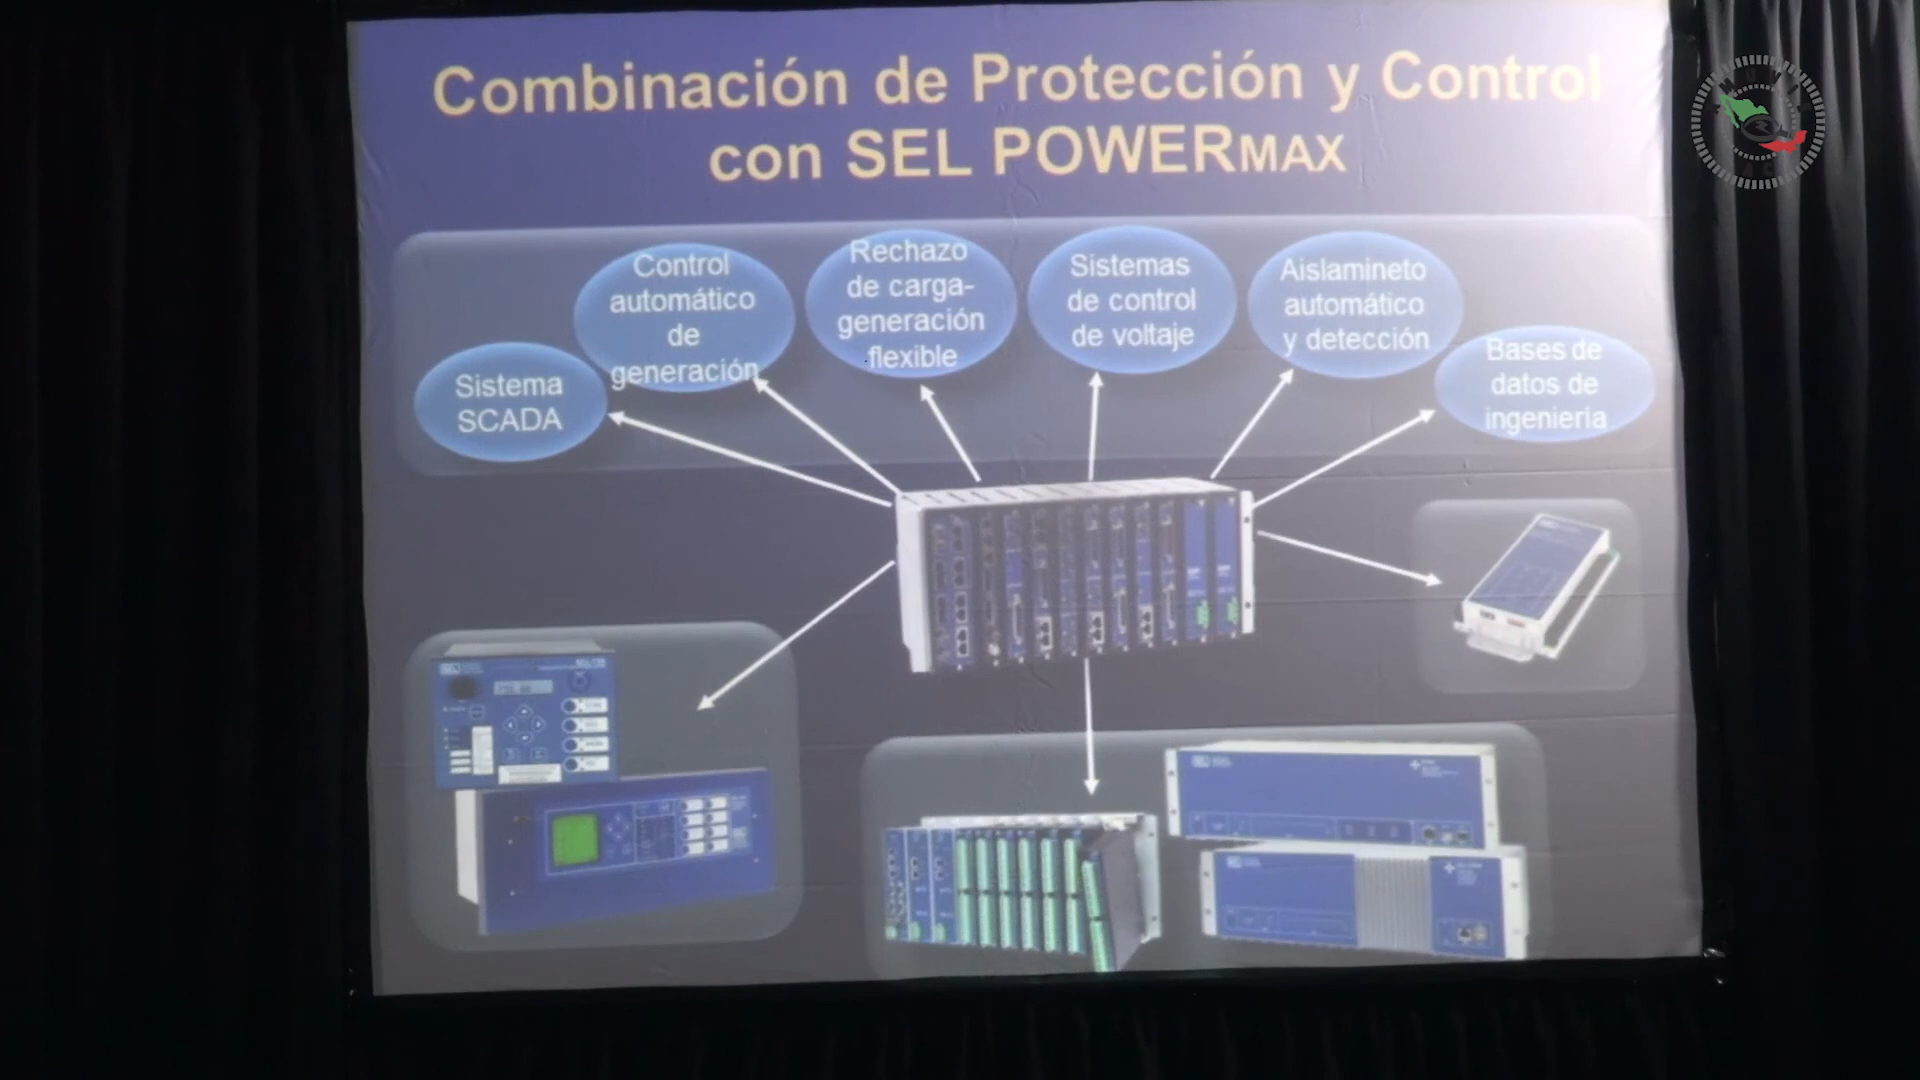 Combinación de Protección y Control
con SEL POWERMAX
Sistema
SCADA
Control
automático
de
generación
Rechazo
de carga-
generación
flexible
Sistemas
de control
de voltaje
Aislamineto
automático
y detección
Bases de
datos de
ingeniería